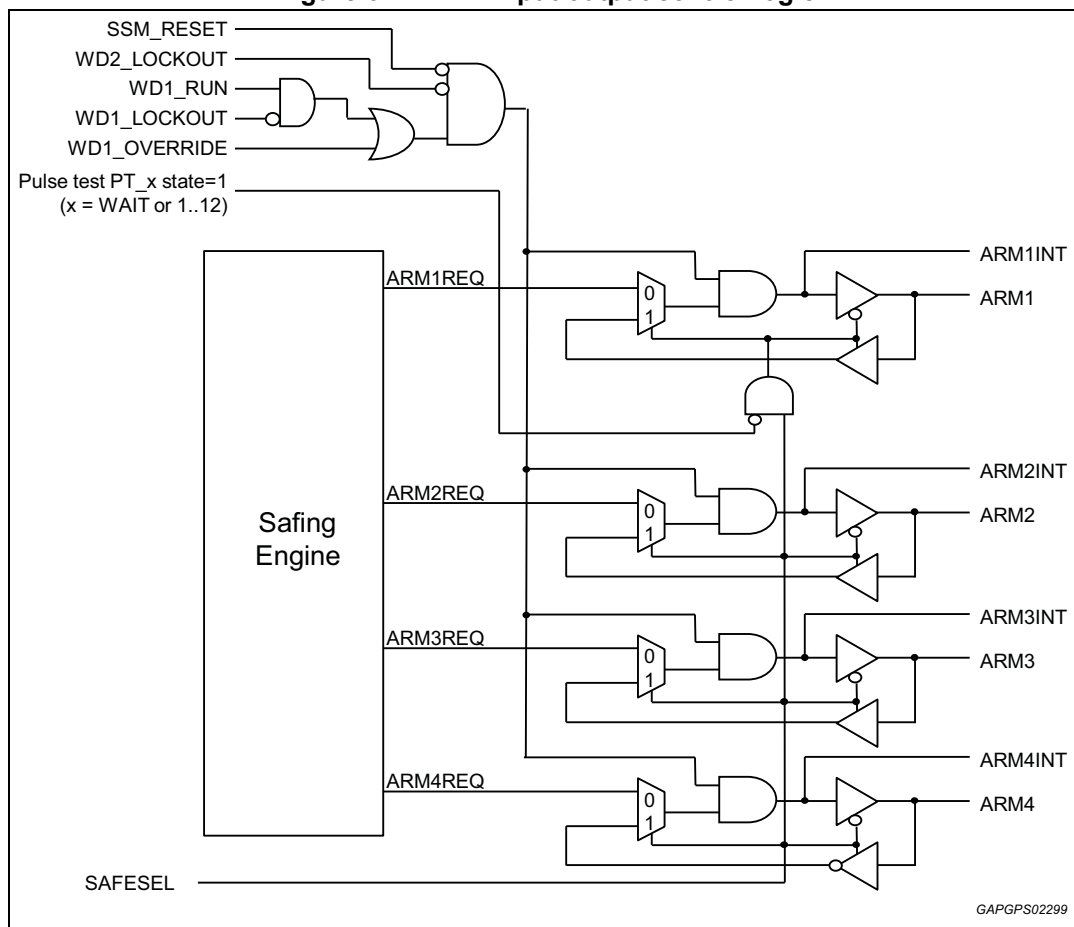 SSM_RESET
WD2_LOCKOUT
WD1_RUN
WD1_LOCKOUT
WD1_OVERRIDE
Pulse test PT_x state=1
(x = WAIT or 1..12)
ARM1REQ
0
1
ARM1INT
ARM1
ARM2REQ
0
1
ARM2INT
ARM2
Safing
Engine
ARM3REQ
0
1
ARM3INT
ARM3
ARM4REQ
0
1
ARM4INT
ARM4
SAFESEL
GAPGPS02299